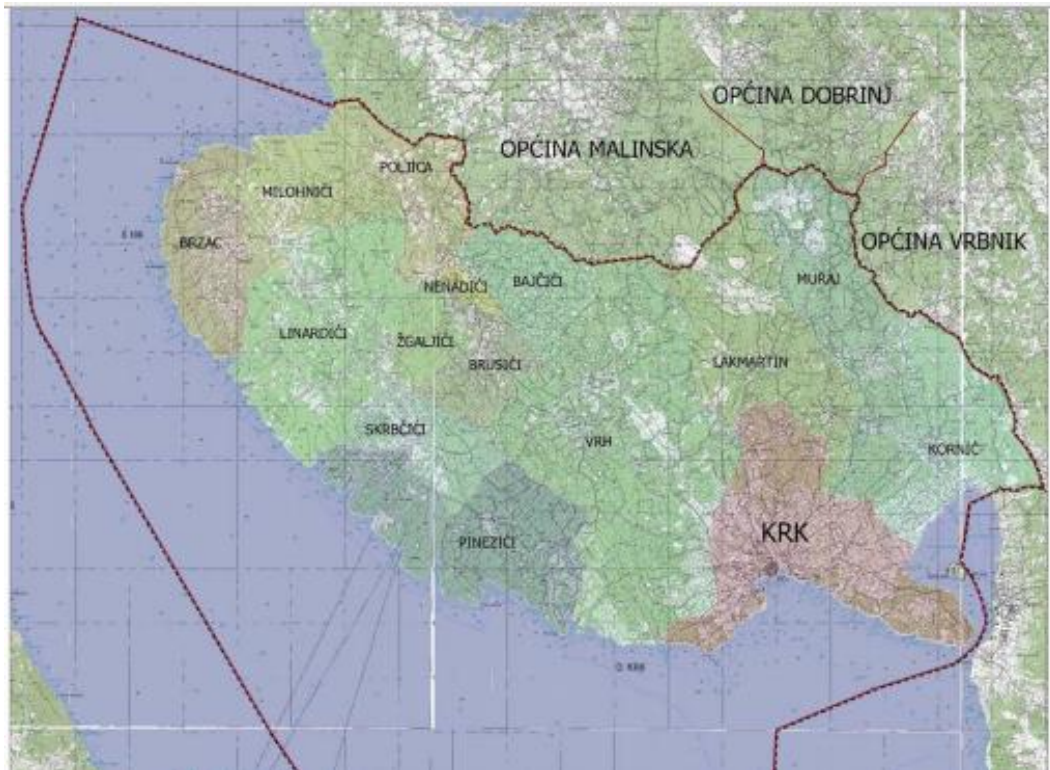 OPĆINA DOBRINJ
OPĆINA MALINSKA
POLJICA
MILOHNIĆI
BRZAC
OPĆINA VRBNIK
MURAJ
NENADIĆI
BAJČIĆI
LINARDIĆI
ŽGALJIĆI
BRUSIĆI
LAKMARTIN
SKRBČIĆI
VRH
KORNIĆ
KRK
PINEZIĆI